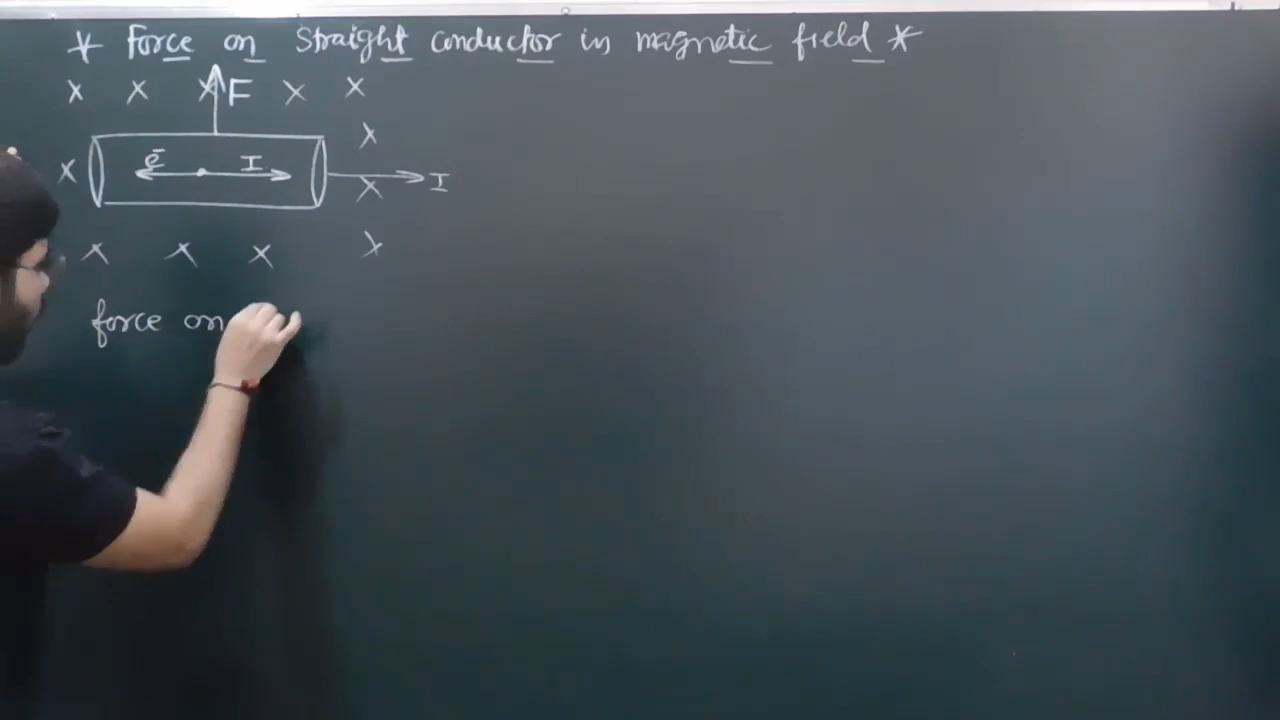 * Force on straight conductor in magnetic field *
x x x F x x
x
x e̅ I x I
x x x x
force on